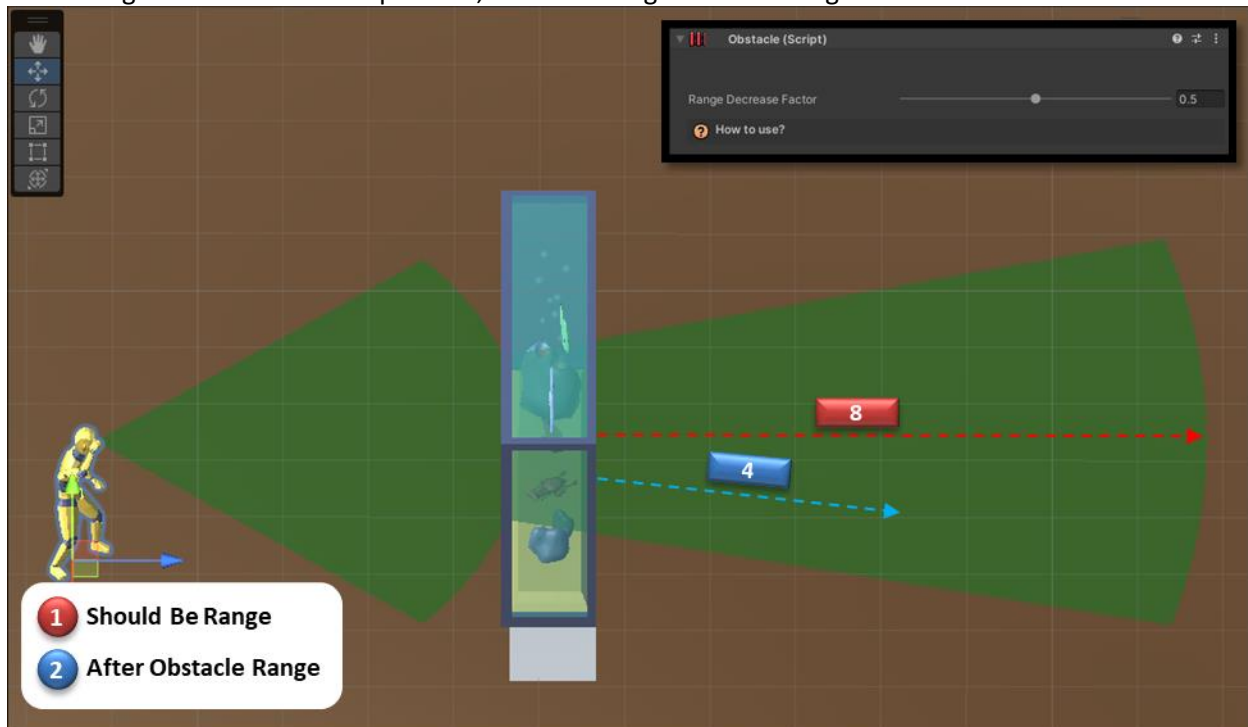 Obstacle (Script)
Range Decrease Factor
0.5
? How to use?
8
4
1 Should Be Range
2 After Obstacle Range